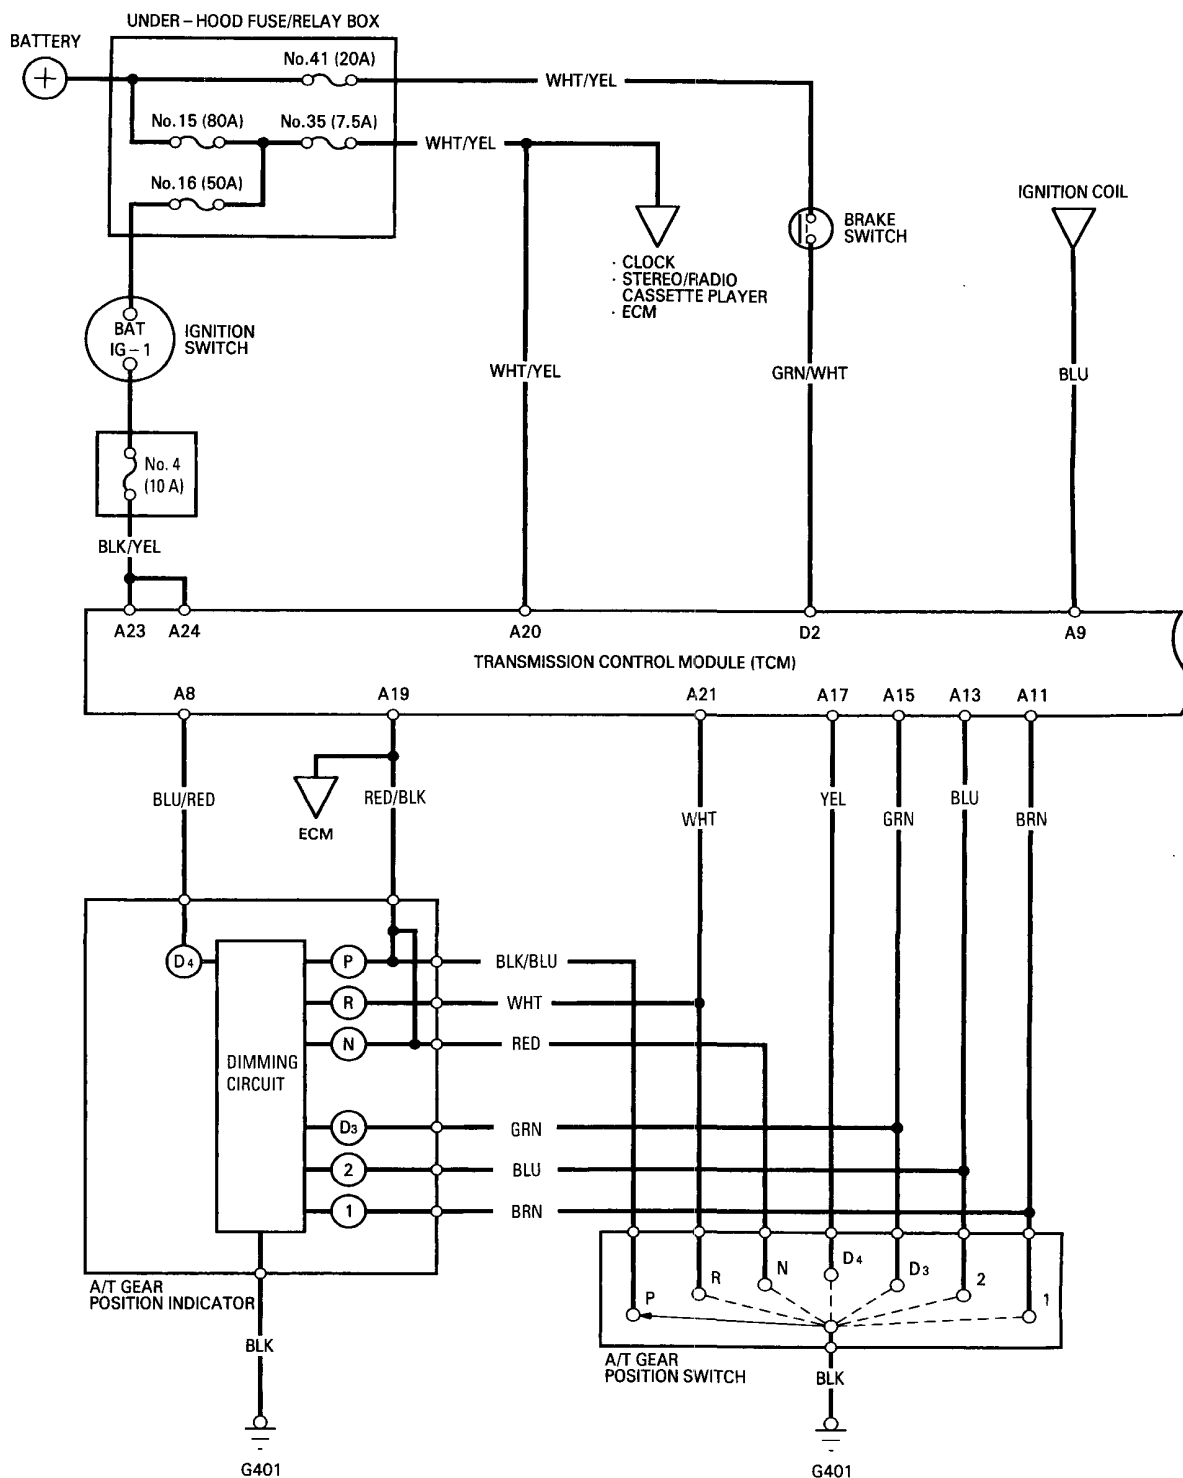 UNDER – HOOD FUSE/RELAY BOX
BATTERY
+
No.41 (20A)
WHT/YEL
No.15 (80A)
No.35 (7.5A)
WHT/YEL
No.16 (50A)
IGNITION COIL
BRAKE
SWITCH
· CLOCK
· STEREO/RADIO
CASSETTE PLAYER
· ECM
BAT
IG – 1
IGNITION
SWITCH
WHT/YEL
GRN/WHT
BLU
No. 4
(10 A)
BLK/YEL
A23
A24
A20
D2
A9
TRANSMISSION CONTROL MODULE (TCM)
A8
A19
A21
A17
A15
A13
A11
BLU/RED
RED/BLK
YEL
BLU
WHT
GRN
BRN
ECM
D4
P
BLK/BLU
R
WHT
N
RED
DIMMING
CIRCUIT
D3
GRN
2
BLU
1
BRN
A/T GEAR
POSITION INDICATOR
P
R
N
D4
D3
2
1
BLK
A/T GEAR
POSITION SWITCH
BLK
G401
G401